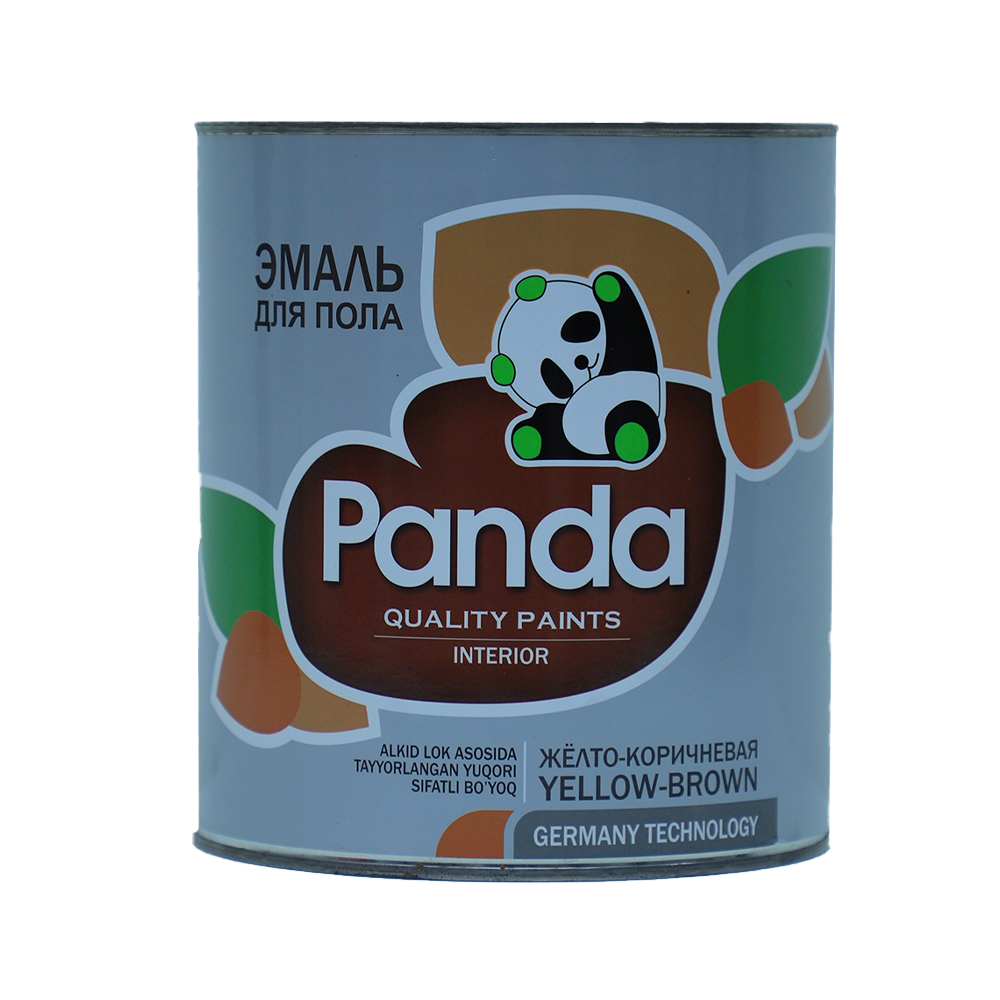 ЭМАЛЬ
ДЛЯ ПОЛА
Panda
QUALITY PAINTS
INTERIOR
ALKID LOK ASOSIDA
TAYYORLANGAN YUQORI
SIFATLI BO'YOQ
ЖЁЛТО-КОРИЧНЕВАЯ
YELLOW-BROWN
GERMANY TECHNOLOGY